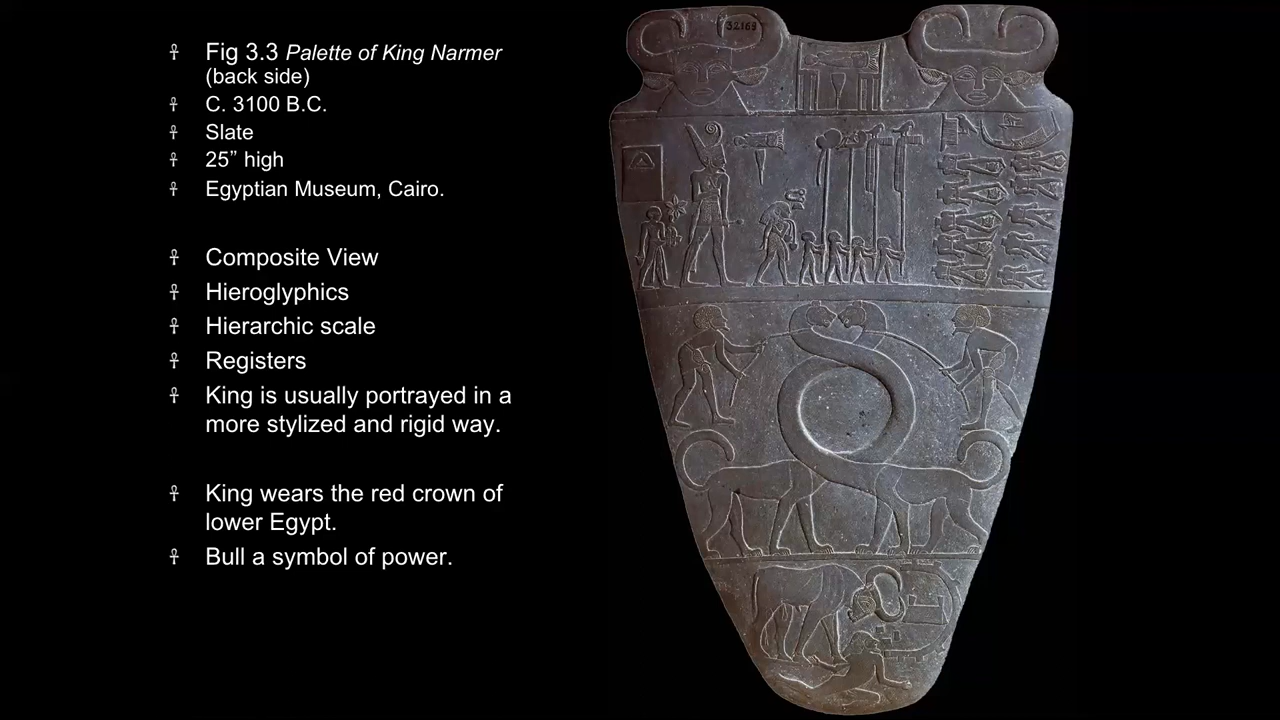 Fig 3.3 Palette of King Narmer
(back side)
C. 3100 B.C.
Slate
25” high
Egyptian Museum, Cairo.
Composite View
Hieroglyphics
Hierarchic scale
Registers
King is usually portrayed in a
more stylized and rigid way.
King wears the red crown of
lower Egypt.
Bull a symbol of power.
32169